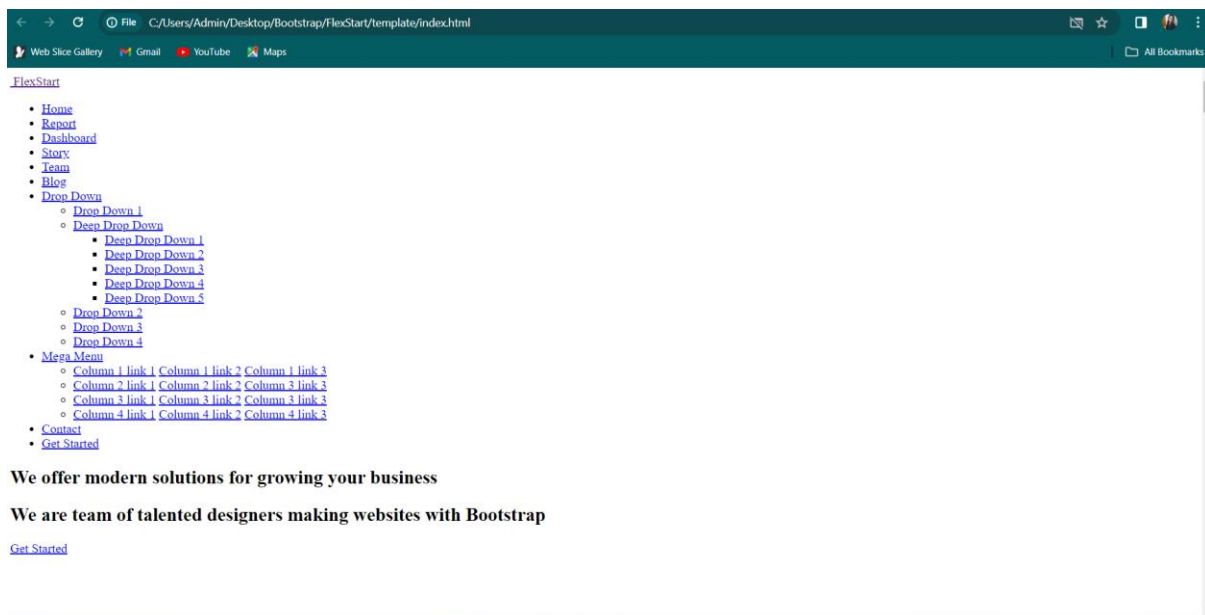 File C:/Users/Admin/Desktop/Bootstrap/FlexStart/template/index.html
Web Slice Gallery Gmail YouTube Maps All Bookmarks
FlexStart
Home
Report
Dashboard
Story
Team
Blog
Drop Down
Drop Down 1
Deep Drop Down
Deep Drop Down 1
Deep Drop Down 2
Deep Drop Down 3
Deep Drop Down 4
Deep Drop Down 5
Drop Down 2
Drop Down 3
Drop Down 4
Mega Menu
Column 1 link 1 Column 1 link 2 Column 1 link 3
Column 2 link 1 Column 2 link 2 Column 3 link 3
Column 3 link 1 Column 3 link 2 Column 3 link 3
Column 4 link 1 Column 4 link 2 Column 4 link 3
Contact
Get Started
We offer modern solutions for growing your business
We are team of talented designers making websites with Bootstrap
Get Started